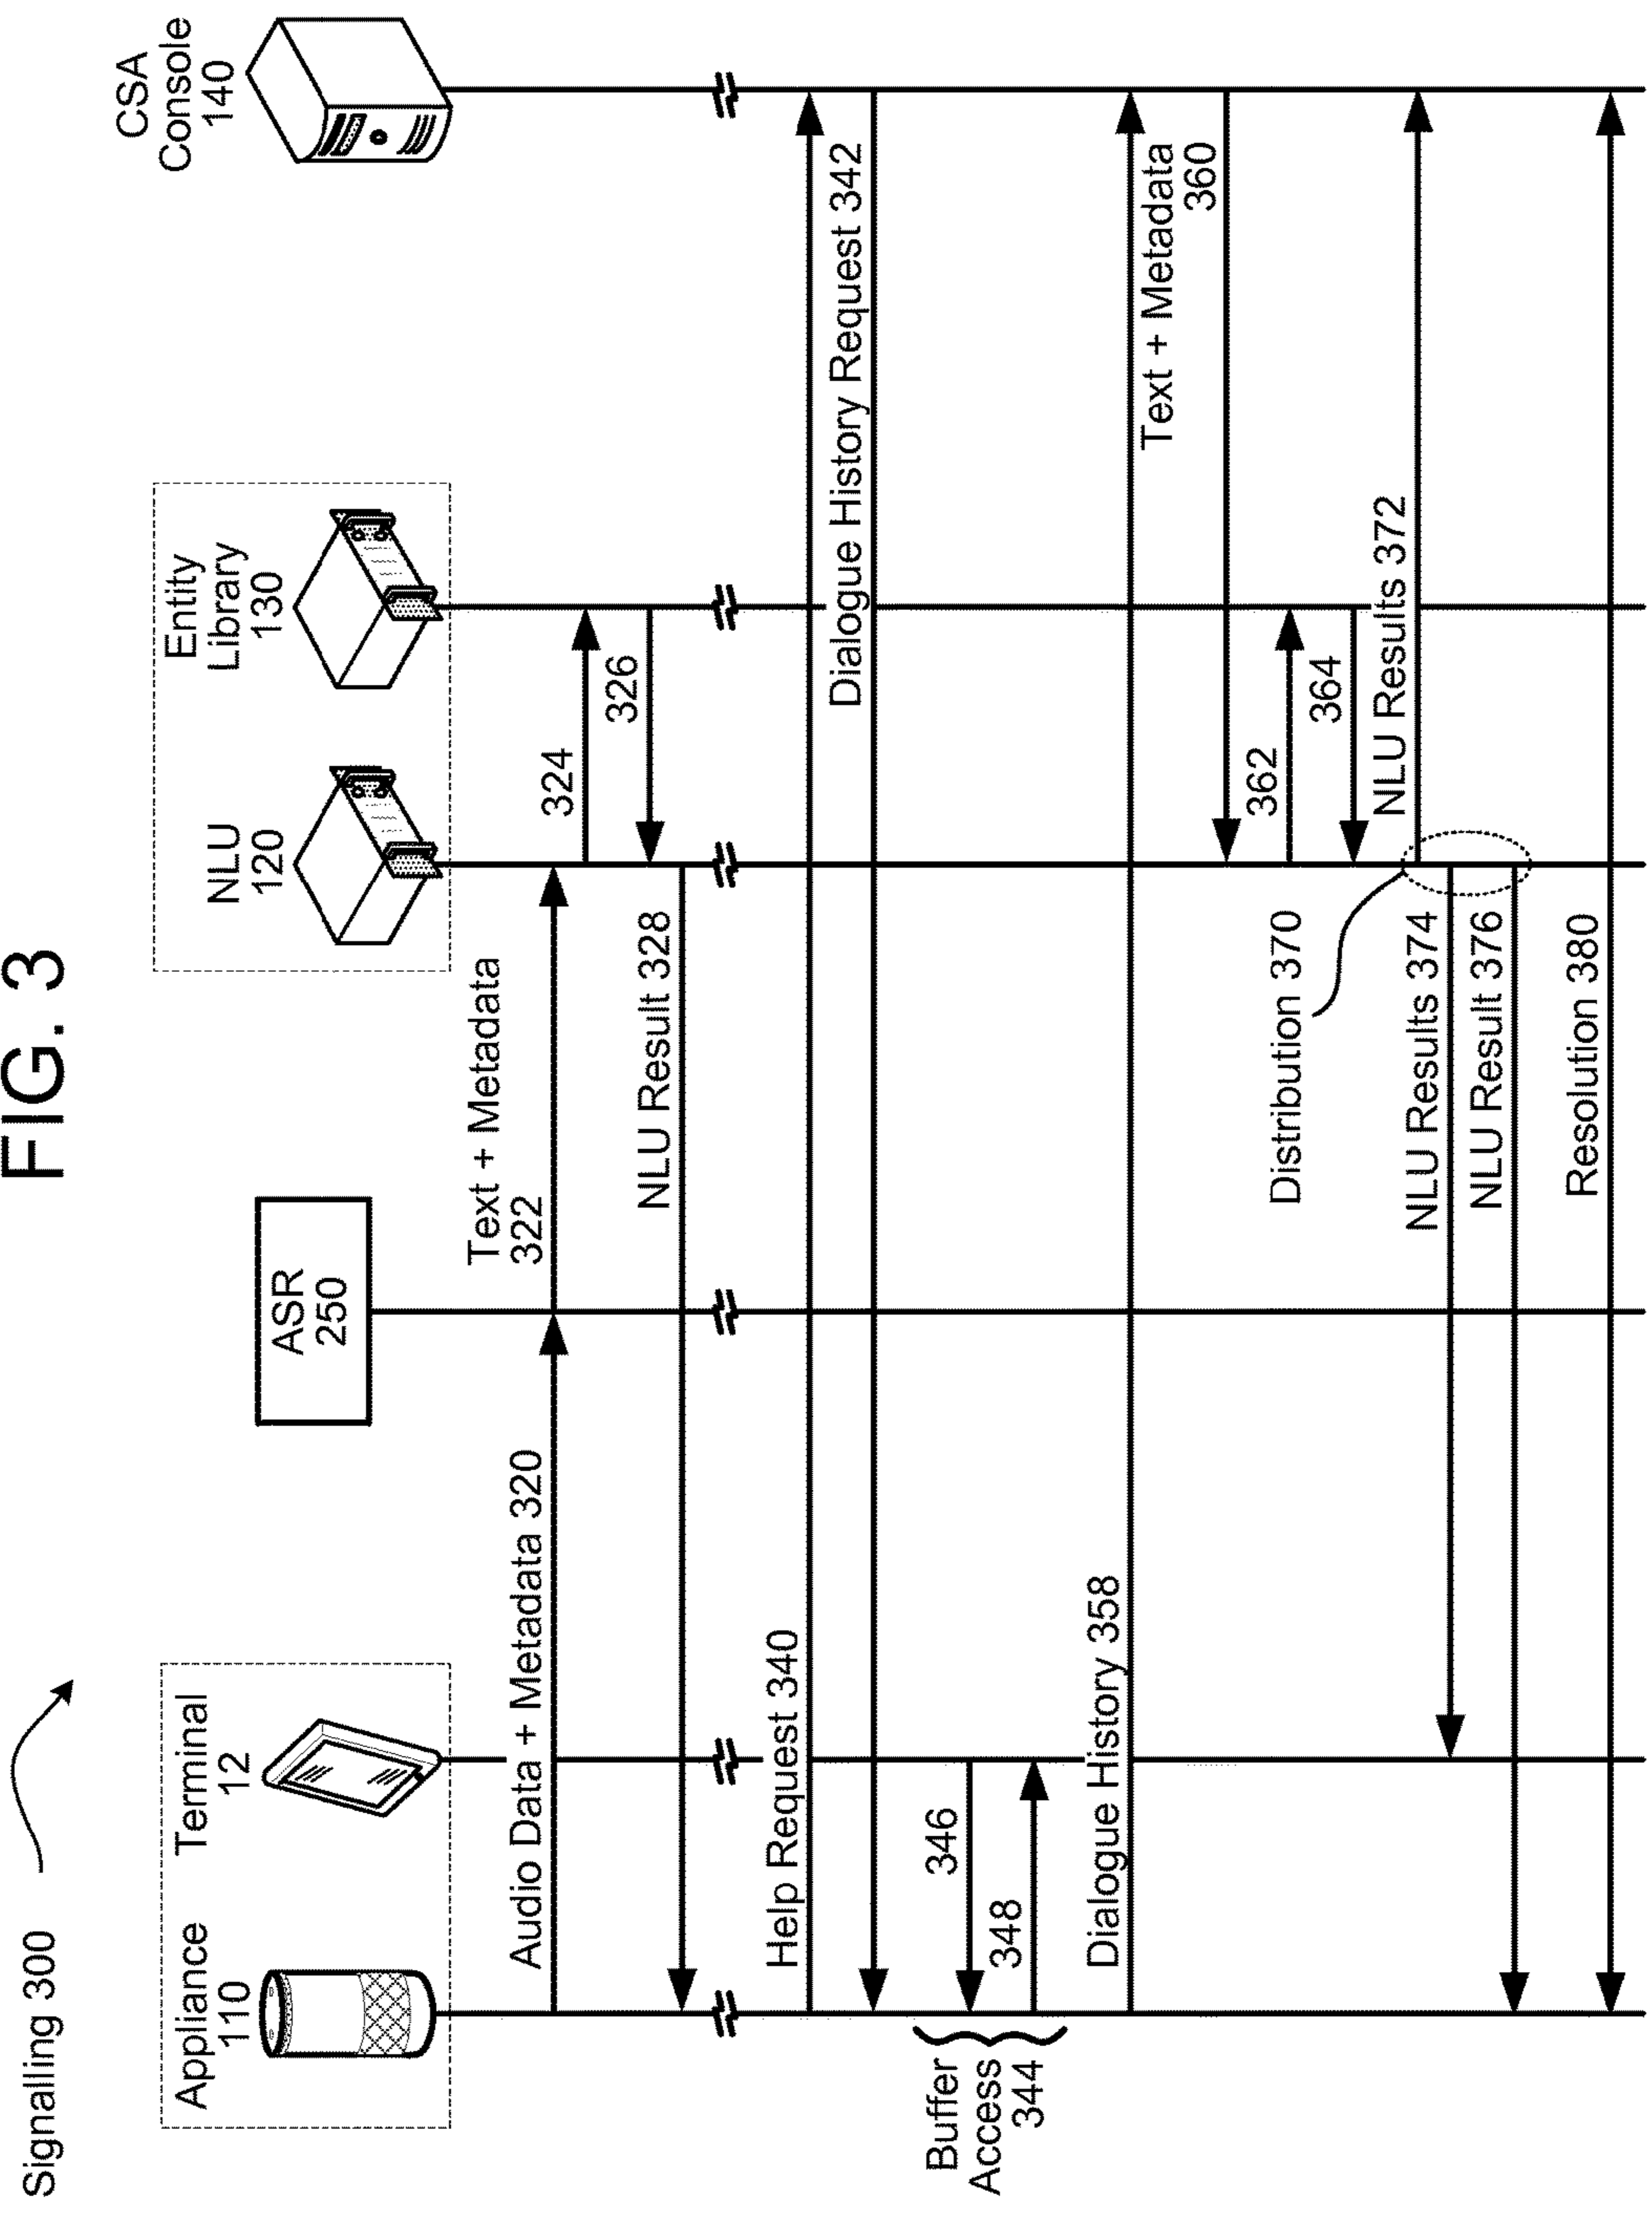 Signalling 300
FIG. 3
Appliance
110
Terminal
12
ASR
250
NLU
120
Entity
Library
130
CSA
Console
140
Audio Data + Metadata 320
Text + Metadata
322
324
326
NLU Result 328
Help Request 340
Dialogue History Request 342
Buffer
Access
344
346
348
Dialogue History 358
Text + Metadata
360
362
364
Distribution 370
NLU Results 372
NLU Results 374
NLU Result 376
Resolution 380